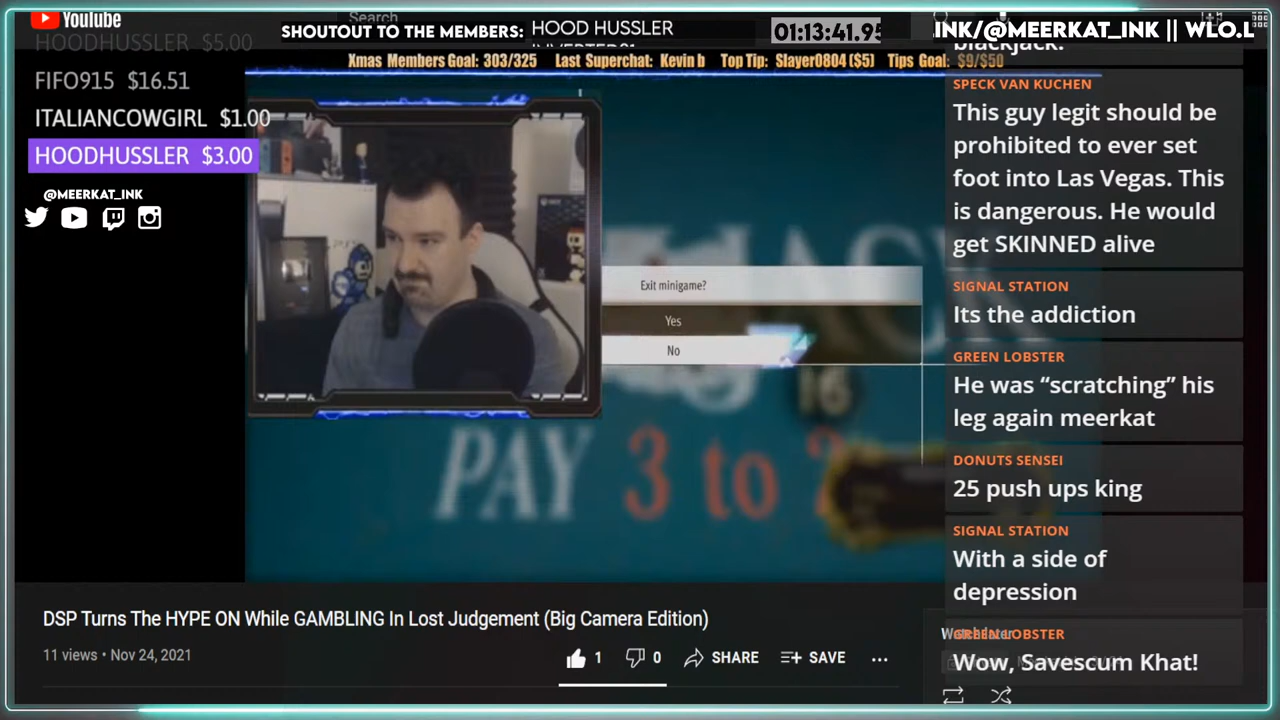 YouTube
Search
SHOUTOUT TO THE MEMBERS:
HOOD HUSSLER
01:13:41.95
INK/@MEERKAT_INK || WLO.L
HOODHUSSLER $5.00
FIFO915 $16.51
ITALIANCOWGIRL $1.00
HOODHUSSLER $3.00
@MEERKAT_INK
Xmas Members Goal: 303/325 Last Superchat: Kevin b Top Tip: Slayer0804 ($5) Tips Goal: $9/$50
Exit minigame?
Yes
No
16
PAY 3 to 2
blackjack.
SPECK VAN KUCHEN
This guy legit should be
prohibited to ever set
foot into Las Vegas. This
is dangerous. He would
get SKINNED alive
SIGNAL STATION
Its the addiction
GREEN LOBSTER
He was “scratching” his
leg again meerkat
DONUTS SENSEI
25 push ups king
SIGNAL STATION
With a side of
depression
GREEN LOBSTER
Wow, Savescum Khat!
DSP Turns The HYPE ON While GAMBLING In Lost Judgement (Big Camera Edition)
11 views • Nov 24, 2021
1 0 SHARE SAVE